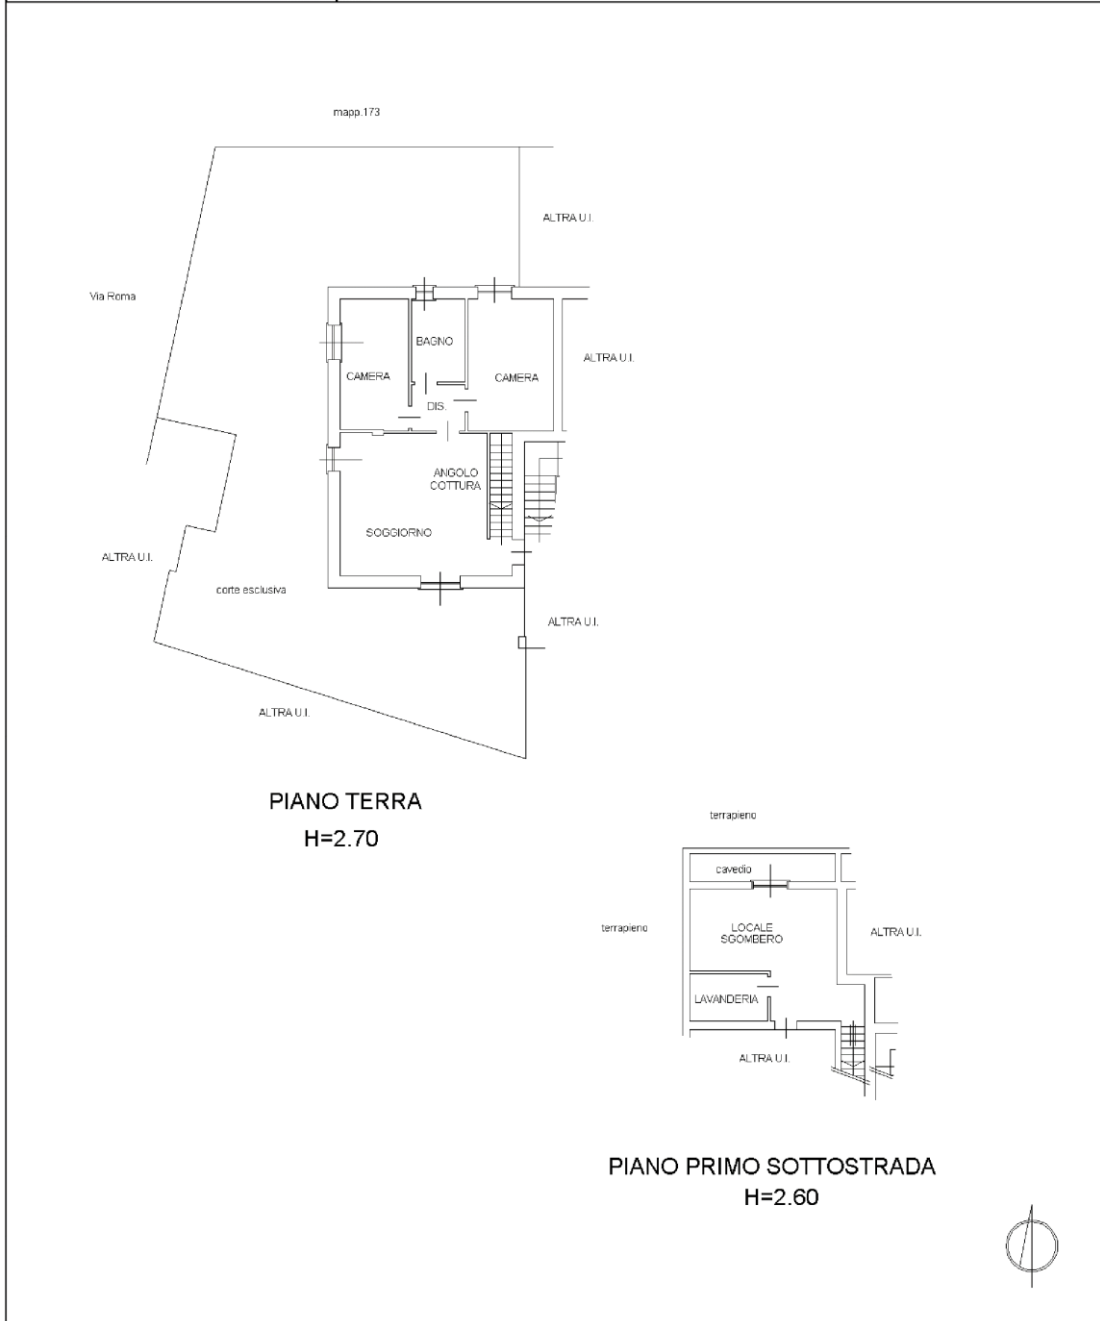 mapp.173
ALTRA U.I.
Via Roma
BAGNO
ALTRA U.I.
CAMERA
CAMERA
DIS.
ANGOLO
COTTURA
SOGGIORNO
ALTRA U.I.
corte esclusiva
ALTRA U.I.
ALTRA U.I.
PIANO TERRA
H=2.70
terrapieno
cavedio
terrapieno
LOCALE
SGOMBERO
ALTRA U.I.
LAVANDERIA
ALTRA U.I.
PIANO PRIMO SOTTOSTRADA
H=2.60